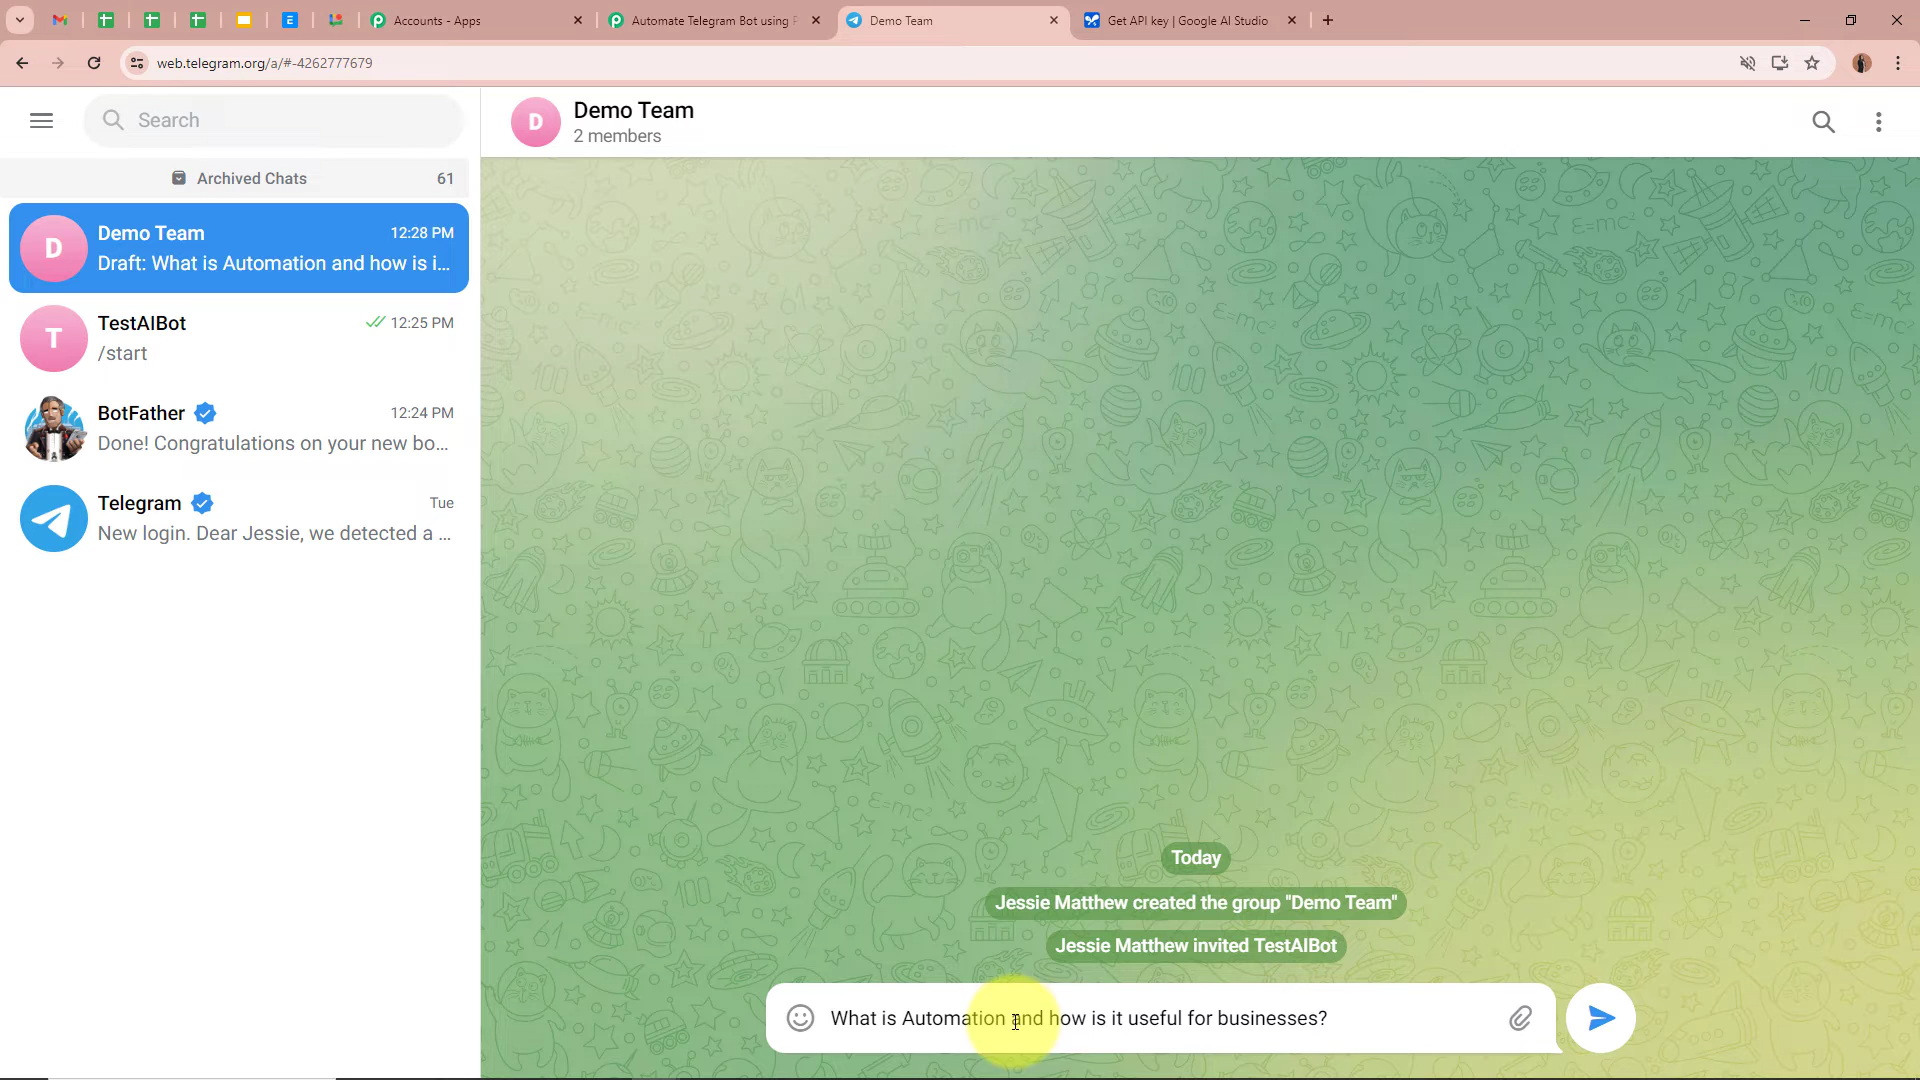 Accounts - Apps
Automate Telegram Bot using
Demo Team
Get API key | Google AI Studio
web.telegram.org/a/#-4262777679
Search
Archived Chats 61
Demo Team 12:28 PM
Draft: What is Automation and how is i...
T
TestAIBot 12:25 PM
/start
BotFather 12:24 PM
Done! Congratulations on your new bo...
Telegram Tue
New login. Dear Jessie, we detected a ...
D
D
Demo Team
2 members
Today
Jessie Matthew created the group "Demo Team"
Jessie Matthew invited TestAIBot
What is Automation and how is it useful for businesses?